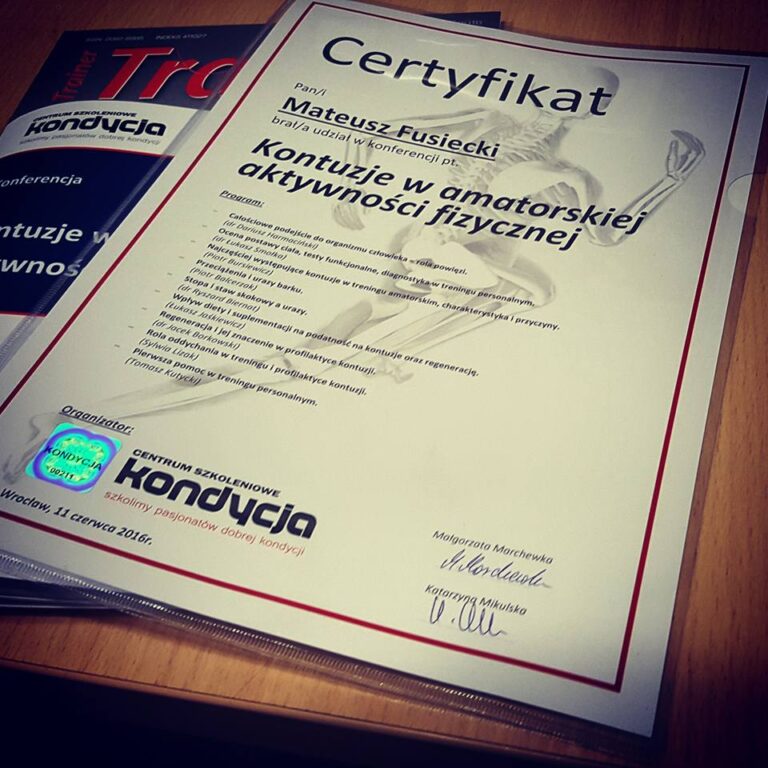 ISSN
INDEKS
Trainer
CENTRUM SZKOLENIOWE
kondycja
szkolimy pasjonatów dobrej kondycji
onferencja
ntuzje w
Certyfikat
Pan/i
Mateusz Fusiecki
brał/a udział w konferencji pt.
Kontuzje w amatorskiej
aktywności fizycznej
Program:
- Całościowe podejście do organizmu człowieka – rola powięzi.
(dr Dariusz Harmaciński)
- Ocena postawy ciała, testy funkcjonalne, diagnostyka w treningu personalnym.
(dr Łukasz Smolka)
- Najczęściej występujące kontuzje w treningu amatorskim, charakterystyka i przyczyny.
(Piotr Bursiewicz)
- Przeciążenia i urazy barku.
(Piotr Balcerzak)
- Stopa i staw skokowy a urazy.
(dr Ryszard Biernat)
- Wpływ diety i suplementacji na podatność na kontuzje oraz regenerację.
(Łukasz Jaśkiewicz)
- Regeneracja i jej znaczenie w profilaktyce kontuzji.
(dr Jacek Borkowski)
- Rola oddychania w treningu i profilaktyce kontuzji.
(Sylwia Lizak)
- Pierwsza pomoc w treningu personalnym.
(Tomasz Kutycki)
Organizator:
KONDYCJA
00211
CENTRUM SZKOLENIOWE
kondycja
szkolimy pasjonatów dobrej kondycji
Wrocław, 11 czerwca 2016r.
Małgorzata Marchewka
Katarzyna Mikulska